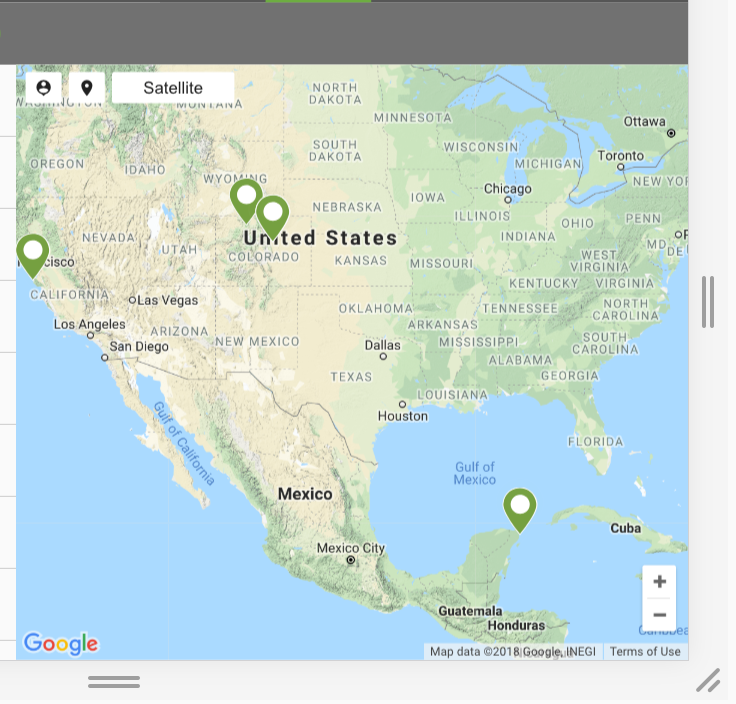 Satellite
WASHINGTON
MONTANA
NORTH
DAKOTA
MINNESOTA
Ottawa
OREGON
IDAHO
SOUTH
DAKOTA
WISCONSIN
MICHIGAN
Toronto
WYOMING
NEW YOR
Chicago
NEBRASKA
IOWA
ILLINOIS
OHIO
PENN
NEVADA
UTAH
United States
INDIANA
MD
DE
cisco
COLORADO
KANSAS
MISSOURI
WEST
VIRGINIA
CALIFORNIA
Las Vegas
KENTUCKY
VIRGINIA
OKLAHOMA
TENNESSEE
NORTH
CAROLINA
Los Angeles
ARIZONA
NEW MEXICO
ARKANSAS
San Diego
Dallas
MISSISSIPPI
SOUTH
CAROLINA
ALABAMA
TEXAS
GEORGIA
LOUISIANA
Houston
Gulf of California
FLORIDA
Gulf of
Mexico
Mexico
Cuba
Mexico City
+
−
Guatemala
Honduras
Caribbea
Google
Map data ©2018 Google, INEGI
Terms of Use